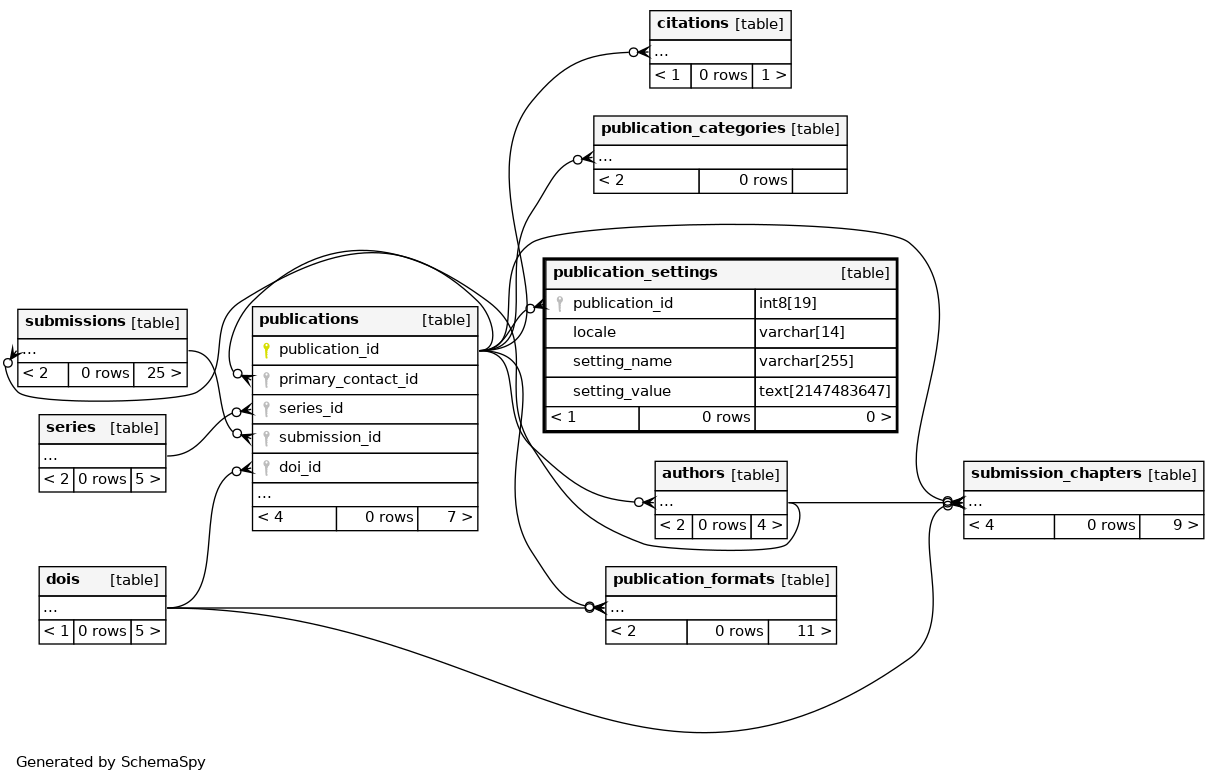 citations [table]
...
< 1 0 rows 1 >
publication_categories [table]
...
< 2 0 rows
publication_settings [table]
publication_id int8[19]
locale varchar[14]
setting_name varchar[255]
setting_value text[2147483647]
< 1 0 rows 0 >
submissions [table]
...
< 2 0 rows 25 >
publications [table]
publication_id
primary_contact_id
series_id
submission_id
doi_id
...
< 4 0 rows 7 >
series [table]
...
< 2 0 rows 5 >
authors [table]
...
< 2 0 rows 4 >
submission_chapters [table]
...
< 4 0 rows 9 >
dois [table]
...
< 1 0 rows 5 >
publication_formats [table]
...
< 2 0 rows 11 >
Generated by SchemaSpy